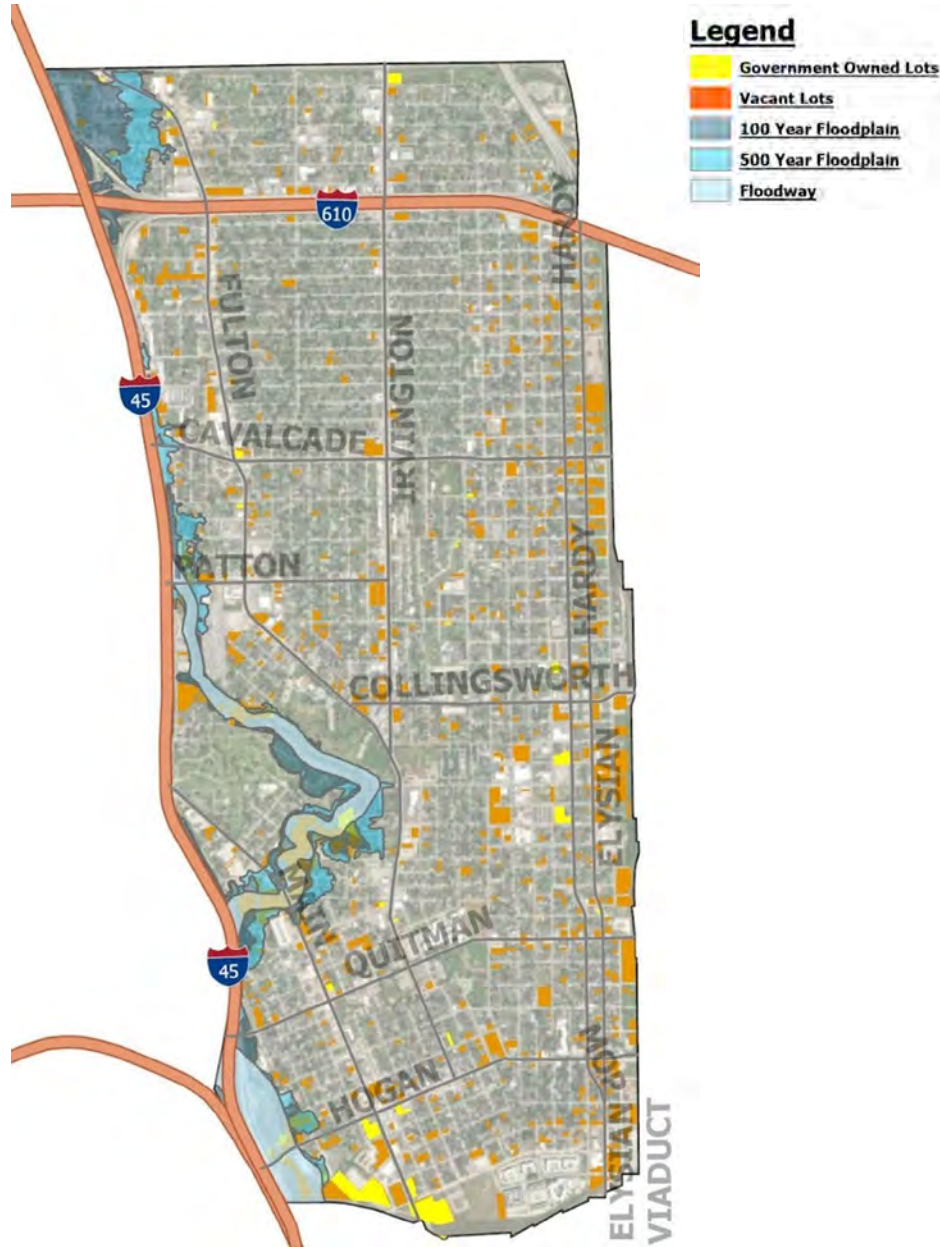 Legend
Government Owned Lots
Vacant Lots
100 Year Floodplain
500 Year Floodplain
Floodway
610
HARDY
FULTON
IRVINGTON
45
CAVALCADE
PATTON
HARDY
COLLINGSWORTH
ELYSIAN
MAIN
QUITMAN
45
HOGAN
ELYSIAN
VIADUCT